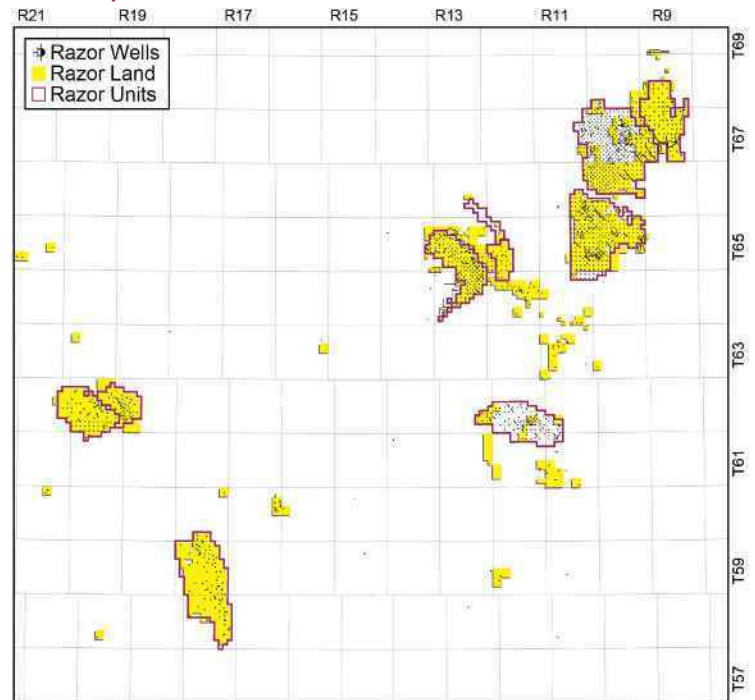 R21 R19 R17 R15 R13 R11 R9
Razor Wells
Razor Land
Razor Units
T69
T67
T65
T63
T61
T59
T57